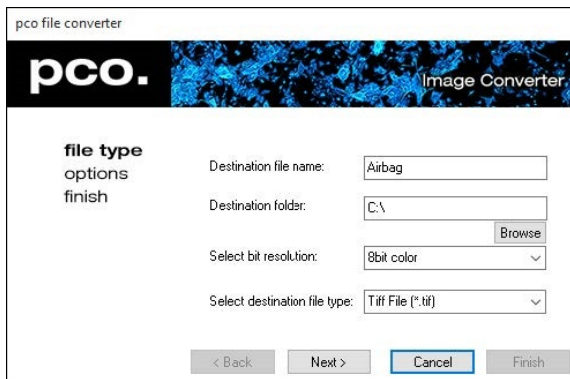 pco file converter
pco.
Image Converter
file type
options
finish
Destination file name: Airbag
Destination folder: C:\
Browse
Select bit resolution: 8bit color
Select destination file type: Tiff File (*.tif)
< Back Next > Cancel Finish